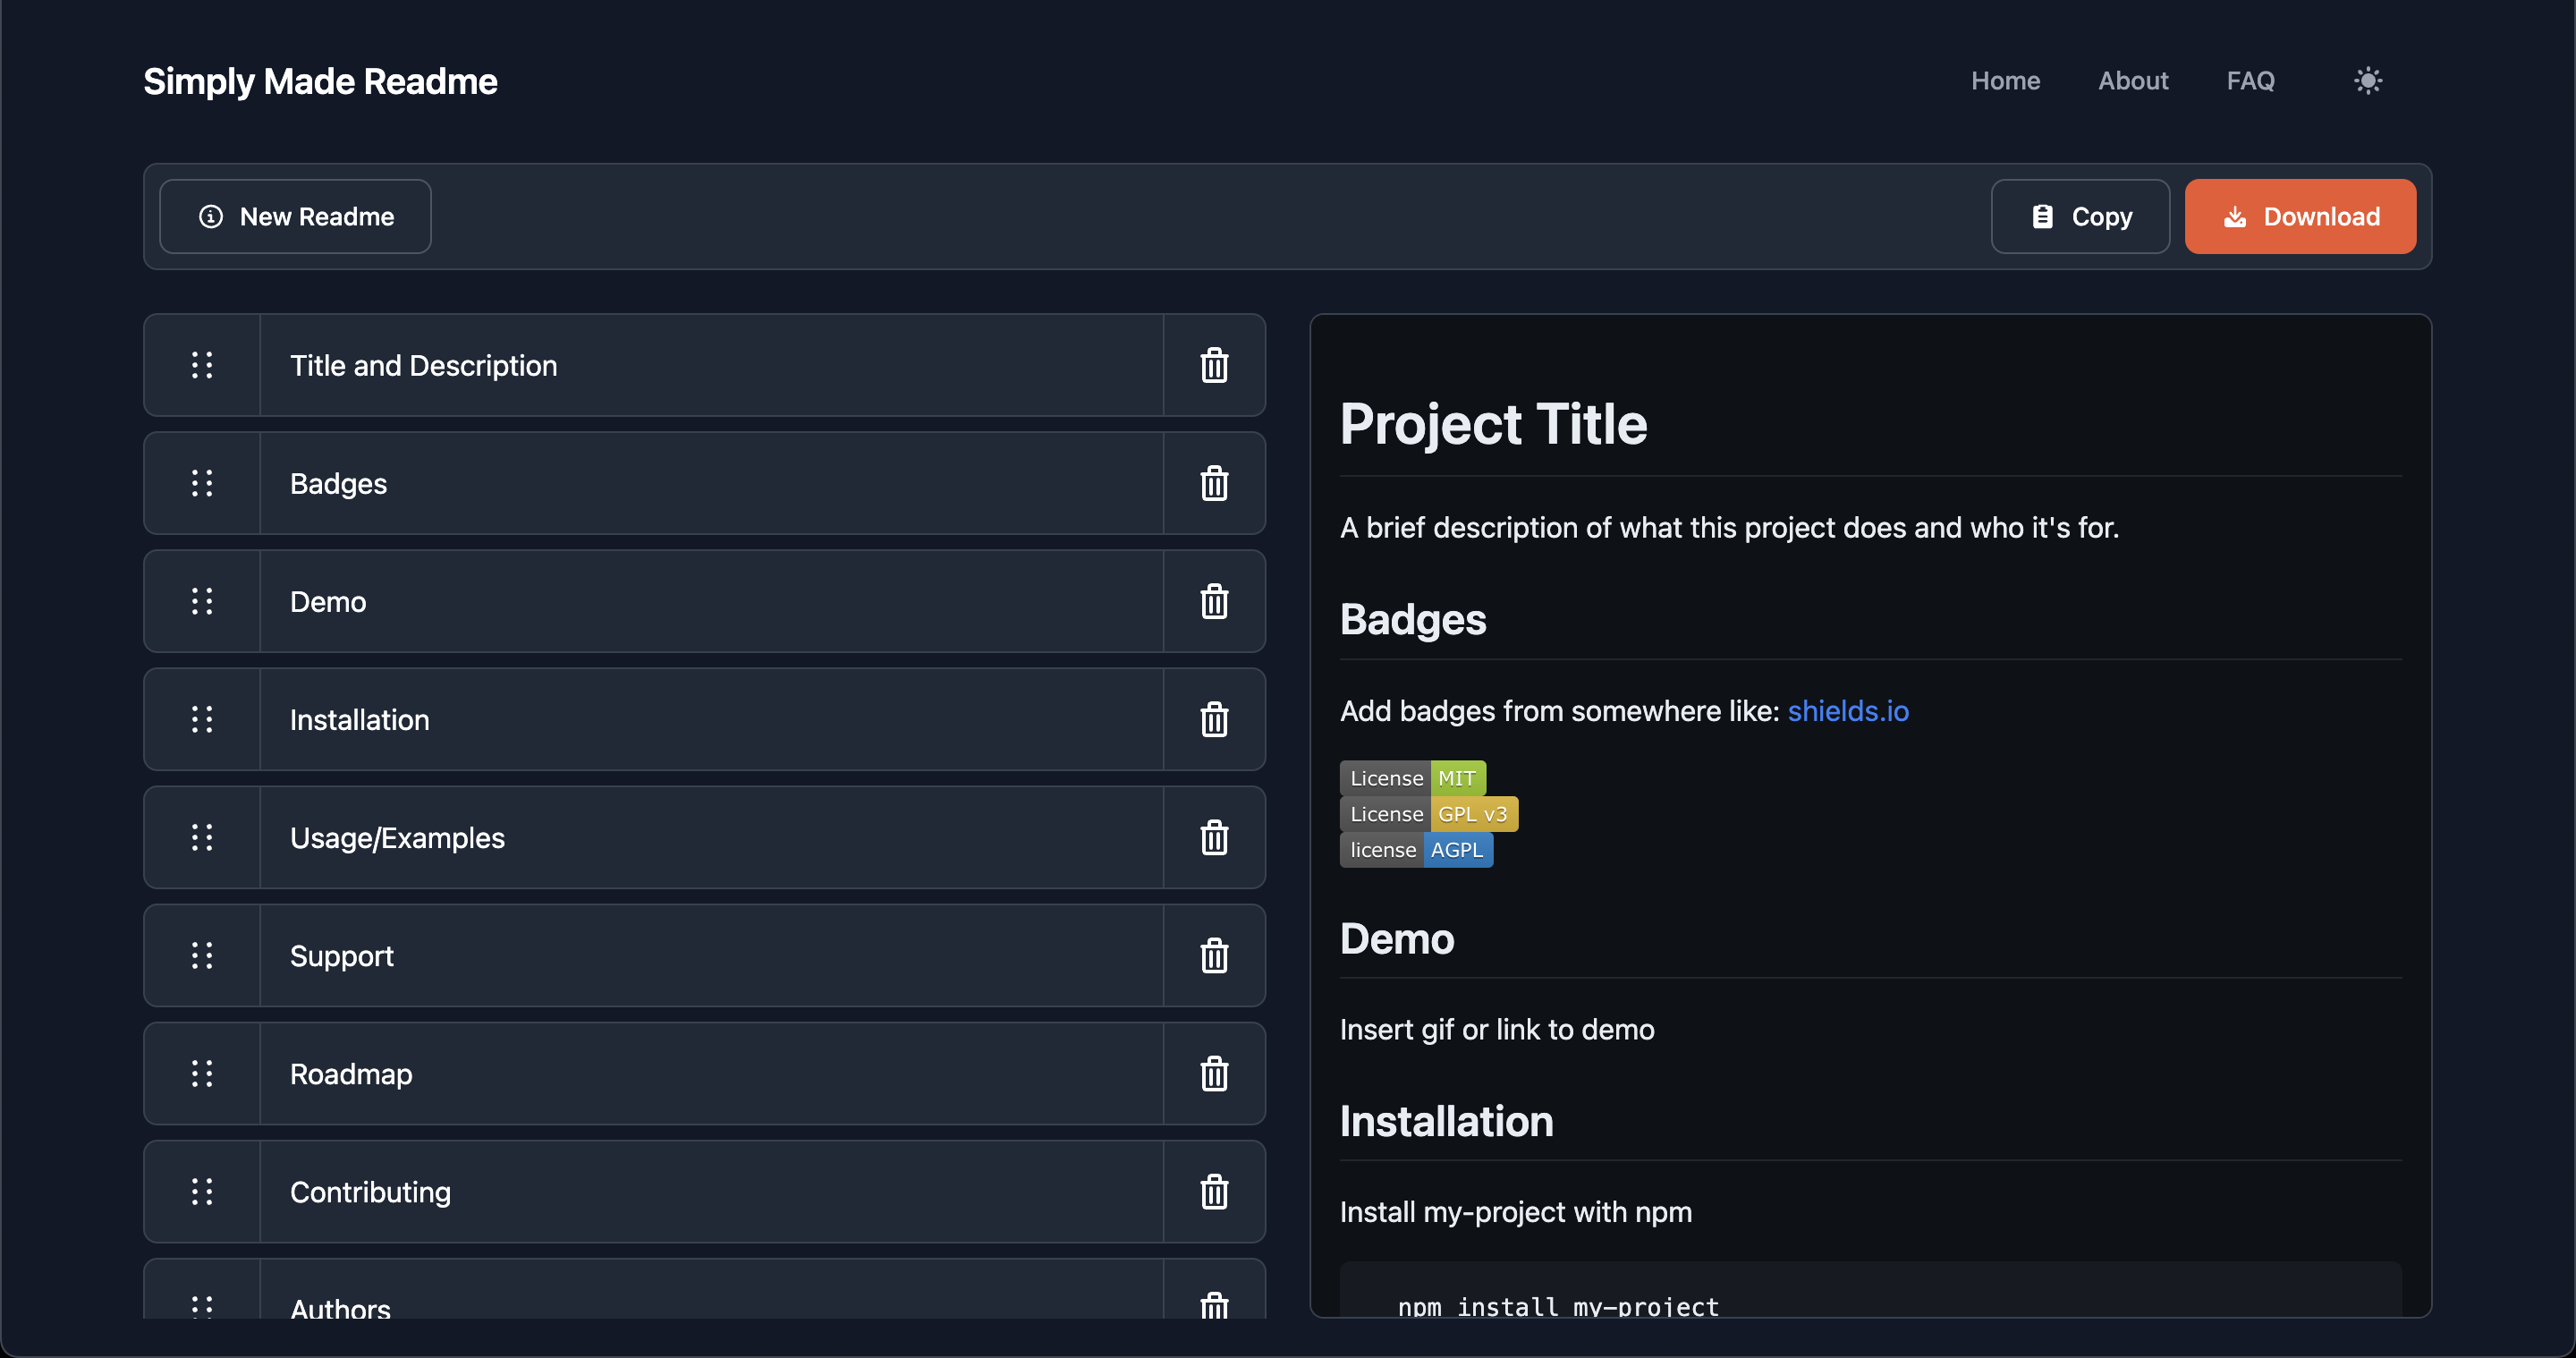 Simply Made Readme
Home
About
FAQ
New Readme
Copy
Download
Title and Description
Badges
Demo
Installation
Usage/Examples
Support
Roadmap
Contributing
Authors
Project Title
A brief description of what this project does and who it's for.
Badges
Add badges from somewhere like: shields.io
License MIT
License GPL v3
license AGPL
Demo
Insert gif or link to demo
Installation
Install my-project with npm
npm install my-project